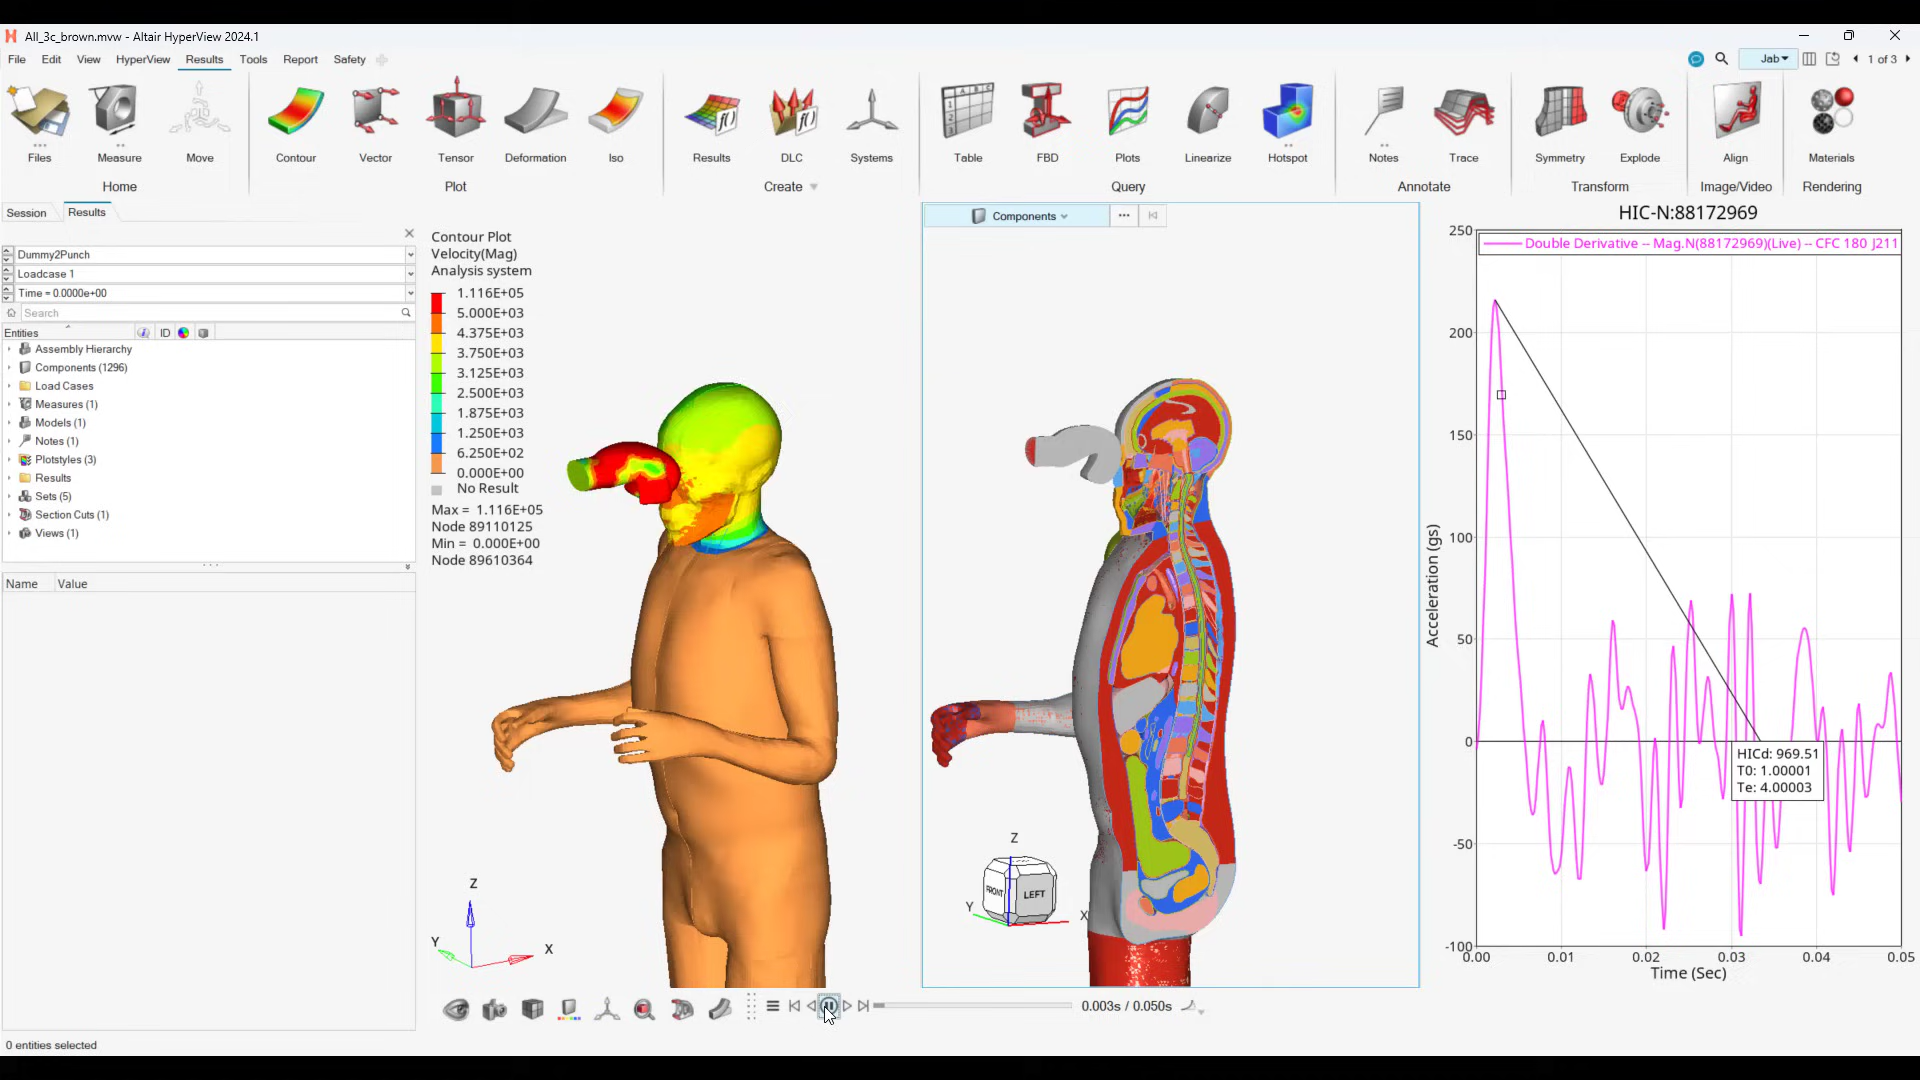 All_3c_brown.mvw - Altair HyperView 2024.1
File Edit View HyperView Results Tools Report Safety
Jab 1 of 3
Files Measure Move Contour Vector Tensor Deformation Iso Results DLC Systems Table FBD Plots Linearize Hotspot Notes Trace Symmetry Explode Align Materials
Home Plot Create Query Annotate Transform Image/Video Rendering
Session Results
Dummy2Punch
Loadcase 1
Time = 0.0000e+00
Search
Entities ID
Assembly Hierarchy
Components (1296)
Load Cases
Measures (1)
Models (1)
Notes (1)
Plotstyles (3)
Results
Sets (5)
Section Cuts (1)
Views (1)
Name Value
Contour Plot
Velocity(Mag)
Analysis system
1.116E+05
5.000E+03
4.375E+03
3.750E+03
3.125E+03
2.500E+03
1.875E+03
1.250E+03
6.250E+02
0.000E+00
No Result
Max = 1.116E+05
Node 89110125
Min = 0.000E+00
Node 89610364
Z
Y
X
Components
Z
FRONT LEFT
Y
X
HIC-N:88172969
Double Derivative -- Mag.N(88172969)(Live) -- CFC 180 J211
250
200
150
100
50
0
-50
-100
Acceleration (gs)
HICd: 969.51
T0: 1.00001
Te: 4.00003
0.00 0.01 0.02 0.03 0.04 0.05
Time (Sec)
0.003s / 0.050s
0 entities selected